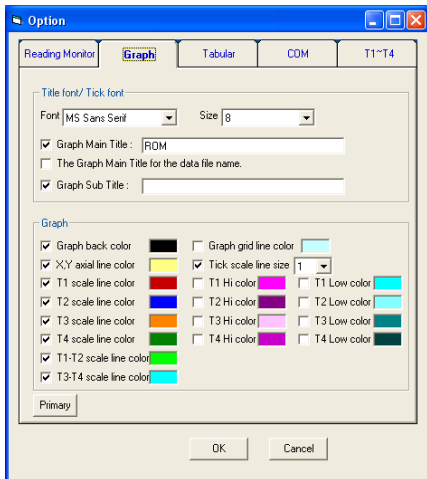 Option
Reading Monitor Graph Tabular COM T1~T4
Title font/ Tick font
Font MS Sans Serif Size 8
Graph Main Title : ROM
The Graph Main Title for the data file name.
Graph Sub Title :
Graph
Graph back color Graph grid line color
X,Y axial line color Tick scale line size 1
T1 scale line color T1 Hi color T1 Low color
T2 scale line color T2 Hi color T2 Low color
T3 scale line color T3 Hi color T3 Low color
T4 scale line color T4 Hi color T4 Low color
T1-T2 scale line color
T3-T4 scale line color
Primary
OK Cancel